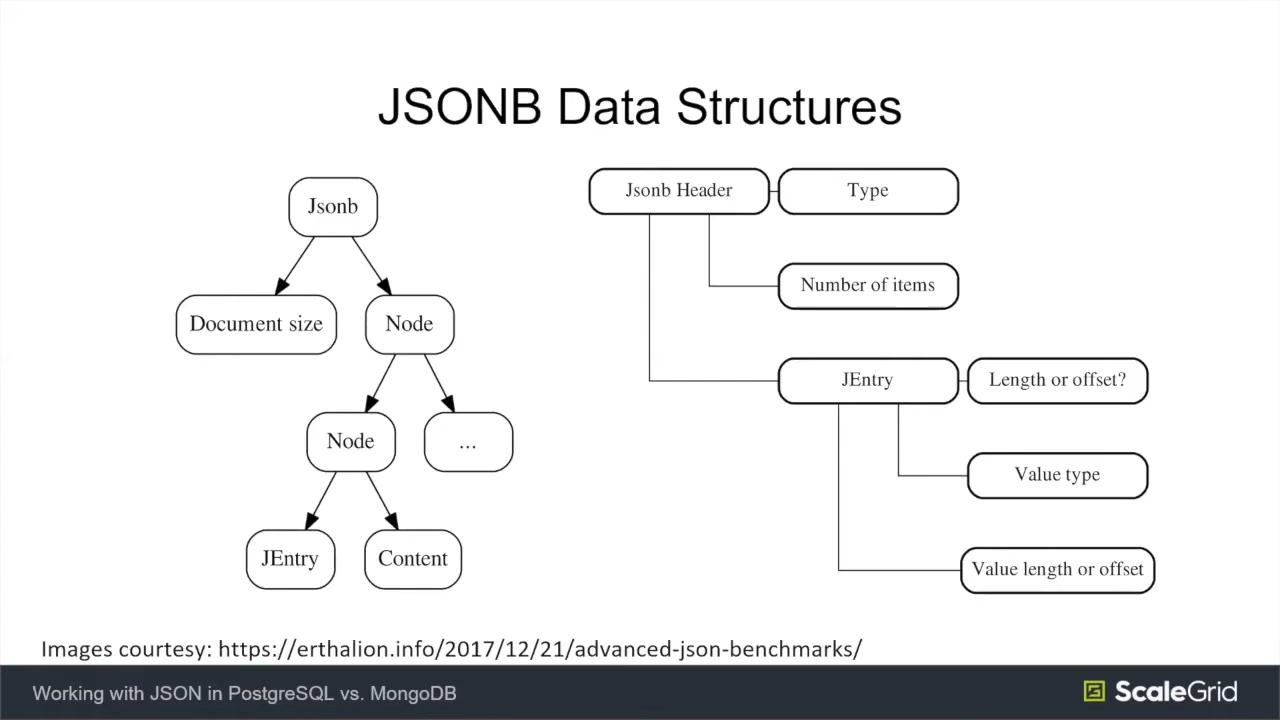 JSONB Data Structures
Jsonb
Document size
Node
Node
...
JEntry
Content
Jsonb Header
Type
Number of items
JEntry
Length or offset?
Value type
Value length or offset
Images courtesy: https://erthalion.info/2017/12/21/advanced-json-benchmarks/
Working with JSON in PostgreSQL vs. MongoDB
ScaleGrid